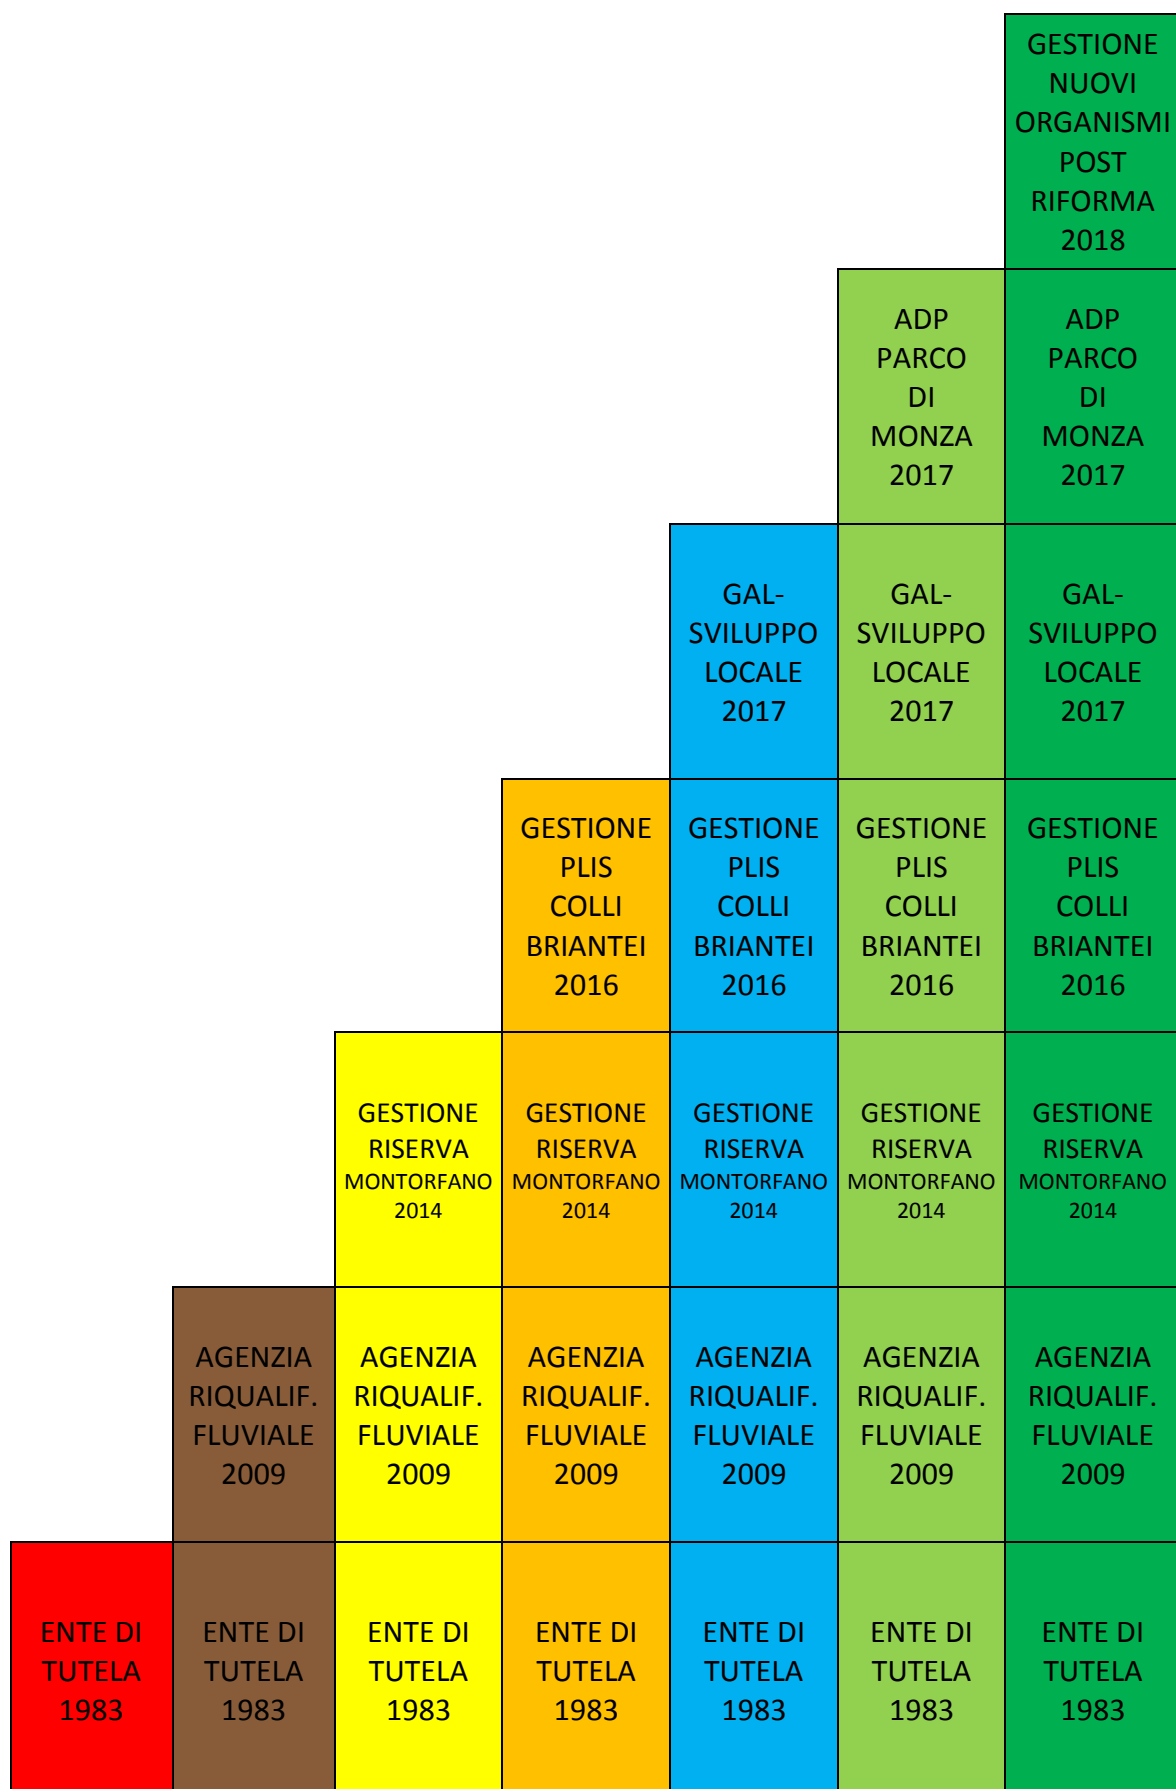 GESTIONE
NUOVI
ORGANISMI
POST
RIFORMA
2018
ADP
PARCO
DI
MONZA
2017
ADP
PARCO
DI
MONZA
2017
GAL-
SVILUPPO
LOCALE
2017
GAL-
SVILUPPO
LOCALE
2017
GAL-
SVILUPPO
LOCALE
2017
GESTIONE
PLIS
COLLI
BRIANTEI
2016
GESTIONE
PLIS
COLLI
BRIANTEI
2016
GESTIONE
PLIS
COLLI
BRIANTEI
2016
GESTIONE
PLIS
COLLI
BRIANTEI
2016
GESTIONE
RISERVA
MONTORFANO
2014
GESTIONE
RISERVA
MONTORFANO
2014
GESTIONE
RISERVA
MONTORFANO
2014
GESTIONE
RISERVA
MONTORFANO
2014
GESTIONE
RISERVA
MONTORFANO
2014
AGENZIA
RIQUALIF.
FLUVIALE
2009
AGENZIA
RIQUALIF.
FLUVIALE
2009
AGENZIA
RIQUALIF.
FLUVIALE
2009
AGENZIA
RIQUALIF.
FLUVIALE
2009
AGENZIA
RIQUALIF.
FLUVIALE
2009
AGENZIA
RIQUALIF.
FLUVIALE
2009
ENTE DI
TUTELA
1983
ENTE DI
TUTELA
1983
ENTE DI
TUTELA
1983
ENTE DI
TUTELA
1983
ENTE DI
TUTELA
1983
ENTE DI
TUTELA
1983
ENTE DI
TUTELA
1983